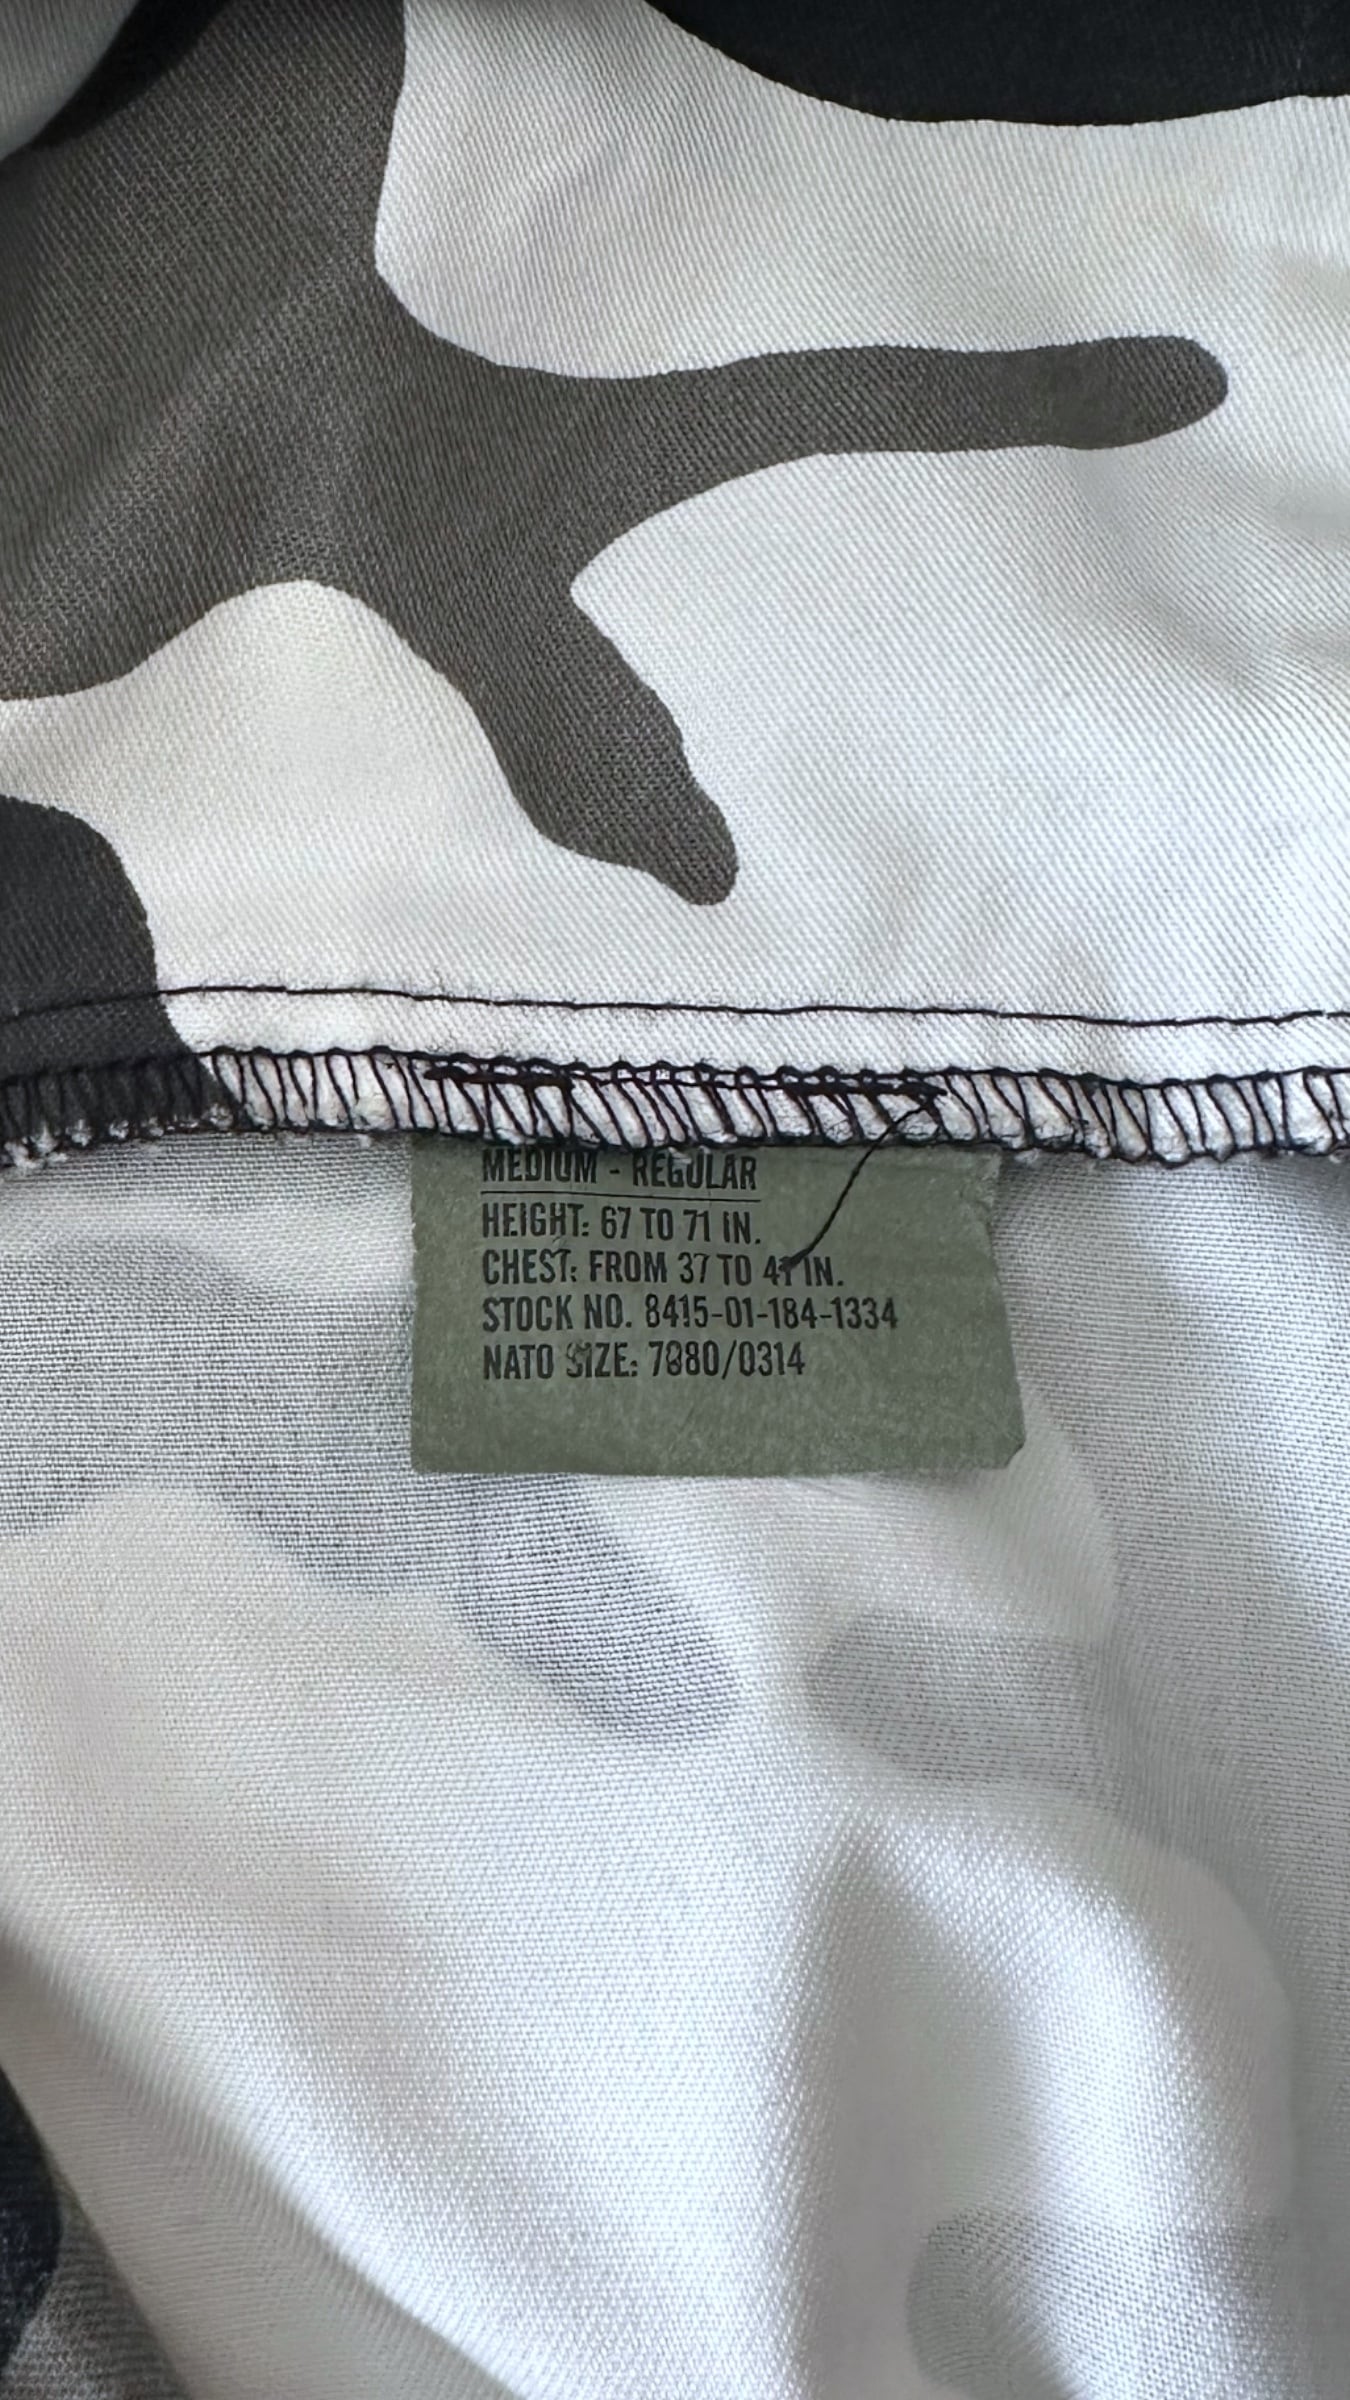 MEDIUM - REGULAR
HEIGHT: 67 TO 71 IN.
CHEST: FROM 37 TO 41 IN.
STOCK NO. 8415-01-184-1334
NATO SIZE: 7880/0314